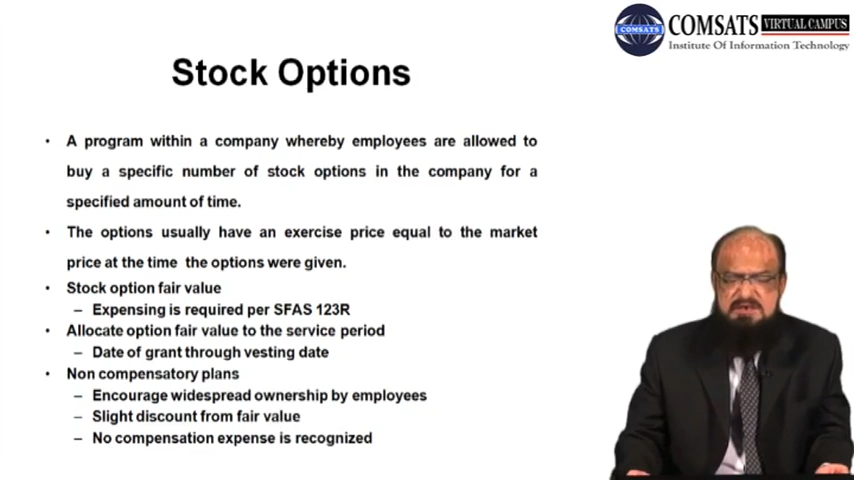 COMSATS VIRTUAL CAMPUS
COMSATS
Institute Of Information Technology
Stock Options
• A program within a company whereby employees are allowed to
buy a specific number of stock options in the company for a
specified amount of time.
• The options usually have an exercise price equal to the market
price at the time the options were given.
• Stock option fair value
– Expensing is required per SFAS 123R
• Allocate option fair value to the service period
– Date of grant through vesting date
• Non compensatory plans
– Encourage widespread ownership by employees
– Slight discount from fair value
– No compensation expense is recognized